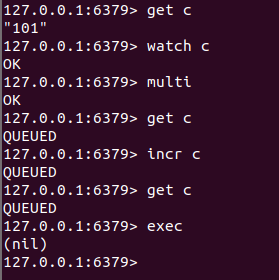 127.0.0.1:6379> get c
"101"
127.0.0.1:6379> watch c
OK
127.0.0.1:6379> multi
OK
127.0.0.1:6379> get c
QUEUED
127.0.0.1:6379> incr c
QUEUED
127.0.0.1:6379> get c
QUEUED
127.0.0.1:6379> exec
(nil)
127.0.0.1:6379>